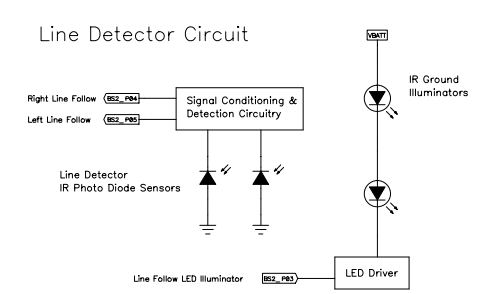 Line Detector Circuit
VBATT
IR Ground
Illuminators
Right Line Follow BS2_P04
Left Line Follow BS2_P05
Signal Conditioning &
Detection Circuitry
Line Detector
IR Photo Diode Sensors
Line Follow LED Illuminator BS2_P03
LED Driver